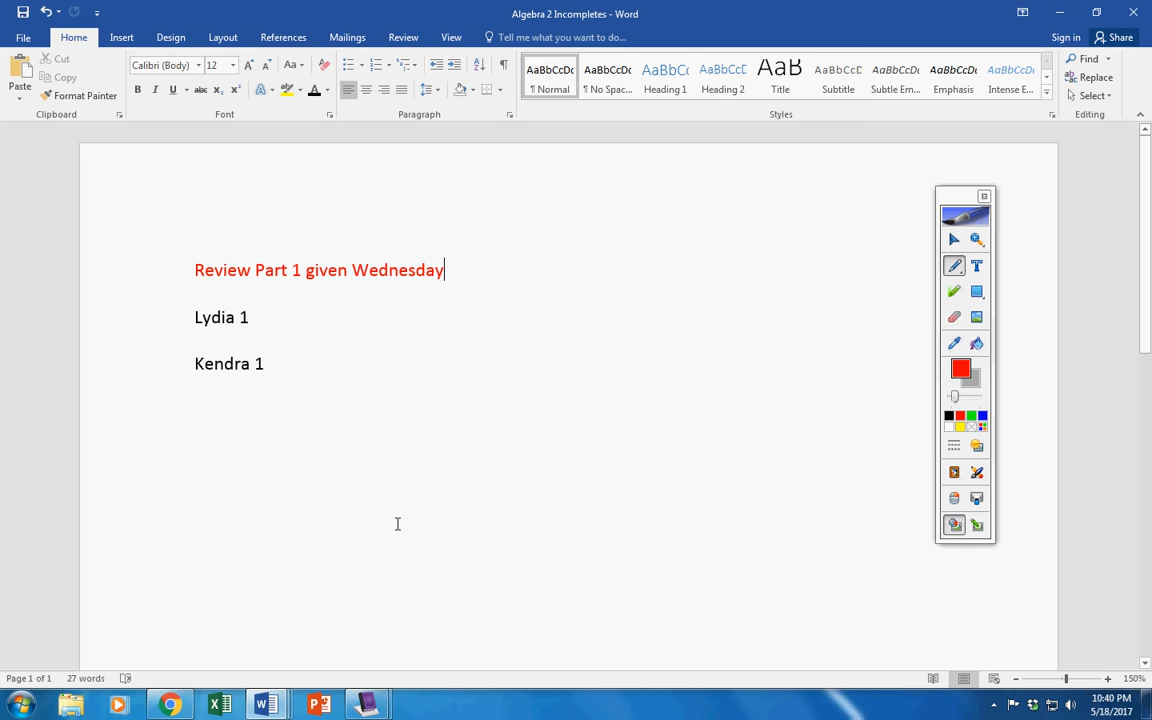 Algebra 2 Incompletes - Word
File Home Insert Design Layout References Mailings Review View Tell me what you want to do... Sign in Share
Paste
Cut
Copy
Format Painter
Clipboard
Calibri (Body) 12
Font
Paragraph
AaBbCcDc AaBbCcDc AaBbCc AaBbCcD AaB AaBbCcD AaBbCcDc AaBbCcDc AaBbCcDc
¶ Normal ¶ No Spac... Heading 1 Heading 2 Title Subtitle Subtle Em... Emphasis Intense E...
Styles
Find
Replace
Select
Editing
Review Part 1 given Wednesday
Lydia 1
Kendra 1
Page 1 of 1 27 words 150%
10:40 PM
5/18/2017